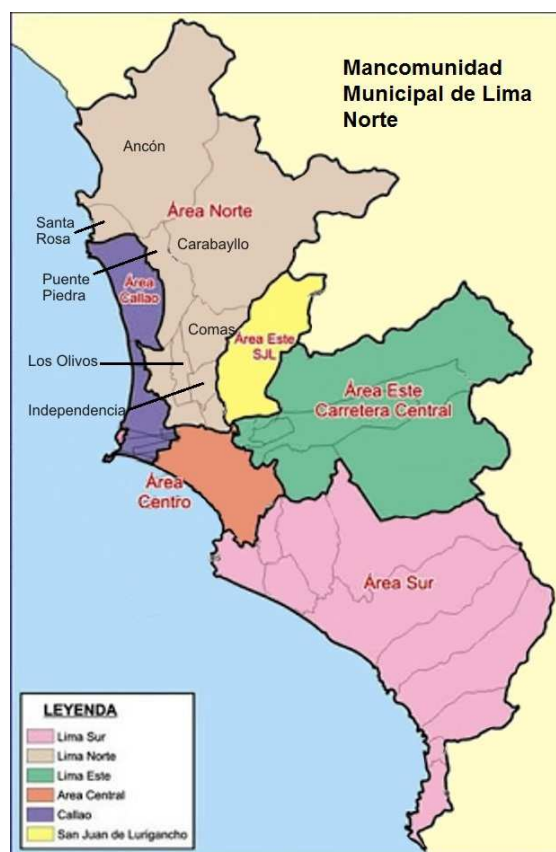 Mancomunidad
Municipal de Lima
Norte
Ancón
Santa
Rosa
Área Norte
Carabayllo
Puente
Piedra
Área
Callao
Comas
Área Este
SJL
Los Olivos
Independencia
Área Este
Carretera Central
Área
Centro
Área Sur
LEYENDA
Lima Sur
Lima Norte
Lima Este
Area Central
Callao
San Juan de Lurigancho